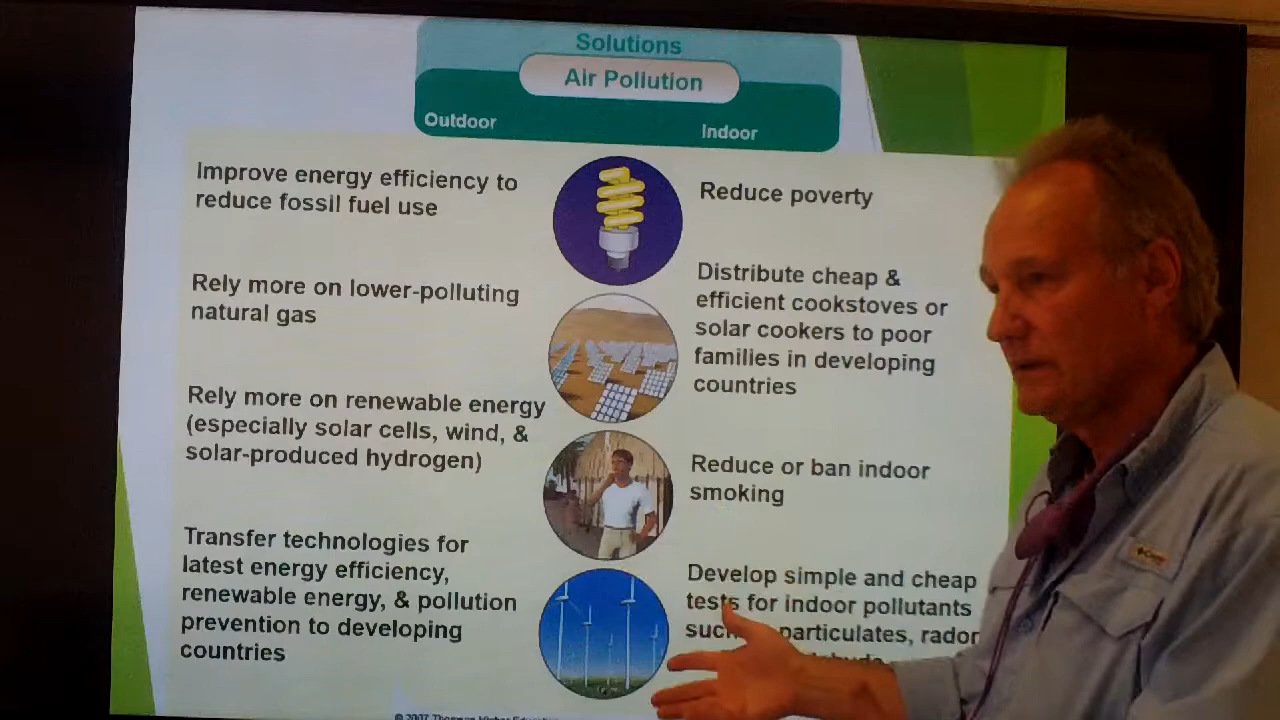 Solutions
Air Pollution
Outdoor
Indoor
Improve energy efficiency to
reduce fossil fuel use
Rely more on lower-polluting
natural gas
Rely more on renewable energy
(especially solar cells, wind, &
solar-produced hydrogen)
Transfer technologies for
latest energy efficiency,
renewable energy, & pollution
prevention to developing
countries
Reduce poverty
Distribute cheap &
efficient cookstoves or
solar cookers to poor
families in developing
countries
Reduce or ban indoor
smoking
Develop simple and cheap
tests for indoor pollutants
particulates,
© 2007 Thomson Higher